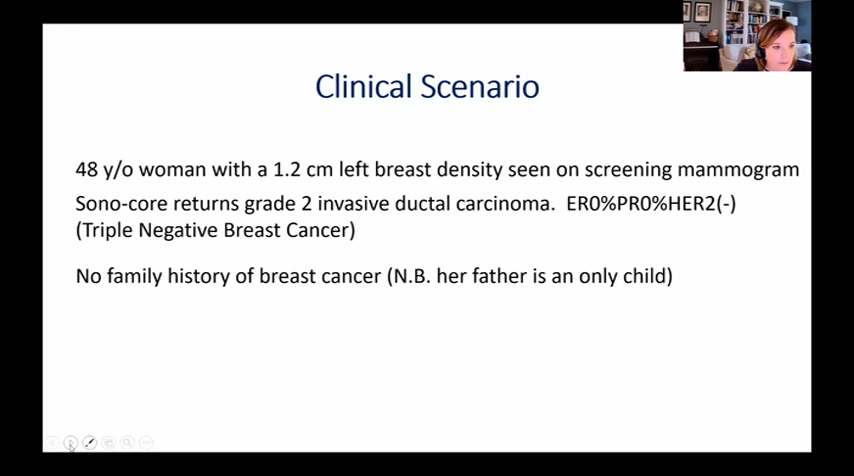 Clinical Scenario
48 y/o woman with a 1.2 cm left breast density seen on screening mammogram
Sono-core returns grade 2 invasive ductal carcinoma.  ER0%PR0%HER2(-)
(Triple Negative Breast Cancer)
No family history of breast cancer (N.B. her father is an only child)